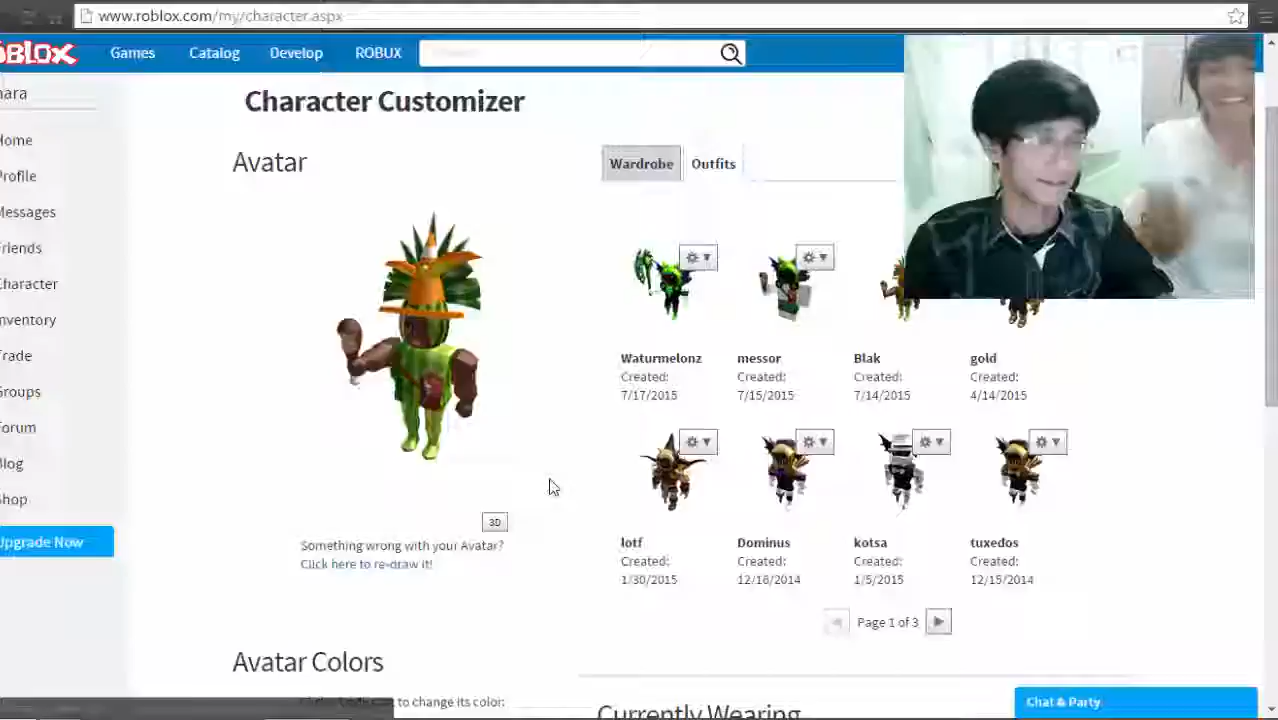 www.roblox.com/my/character.aspx
OBLOX
Games
Catalog
Develop
ROBUX
nara
Home
Profile
Messages
Friends
Character
Inventory
Trade
Groups
Forum
Blog
Shop
Upgrade Now
Character Customizer
Avatar
3D
Something wrong with your Avatar?
Click here to re-draw it!
Avatar Colors
to change its color:
Wardrobe
Outfits
Waturmelonz
Created:
7/17/2015
messor
Created:
7/15/2015
Blak
Created:
7/14/2015
gold
Created:
4/14/2015
lotf
Created:
1/30/2015
Dominus
Created:
12/16/2014
kotsa
Created:
1/5/2015
tuxedos
Created:
12/15/2014
Page 1 of 3
Currently Wearing
Chat & Party